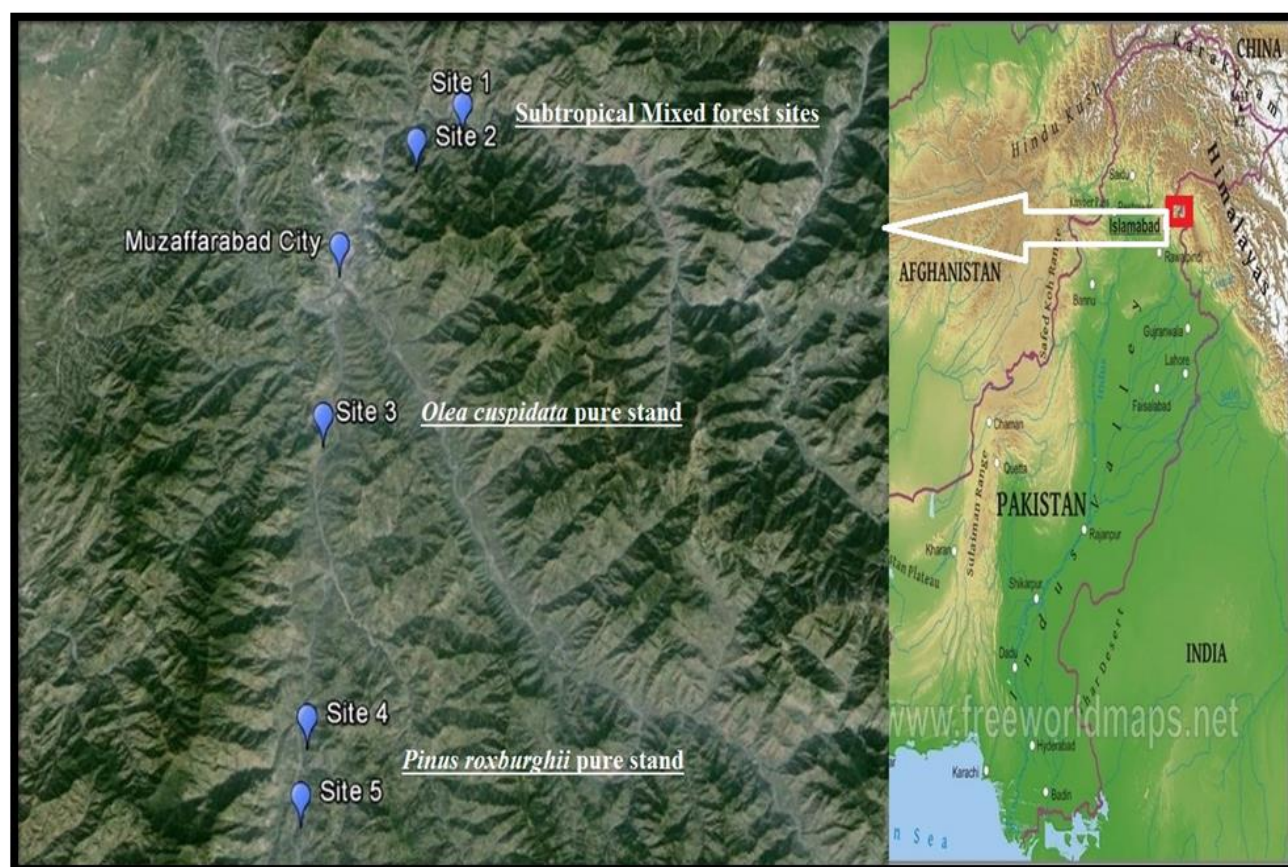 Site 1
Subtropical Mixed forest sites
Site 2
Muzaffarabad City
Site 3
Olea cuspidata pure stand
Site 4
Pinus roxburghii pure stand
Site 5
CHINA
Karakoram
Hindu Kush
Himalayas
Saidu
Islamabad
AFGHANISTAN
Safed Koh Range
Bannu
Gujranwala
Lahore
Faisalabad
Indus
Chaman
Quetta
Sulaiman Range
PAKISTAN
Indus Valley
Rajanpur
Kharan
Shikarpur
Dadu
Thar Desert
INDIA
www.freeworldmaps.net
Hyderabad
Karachi
Badin
Sea